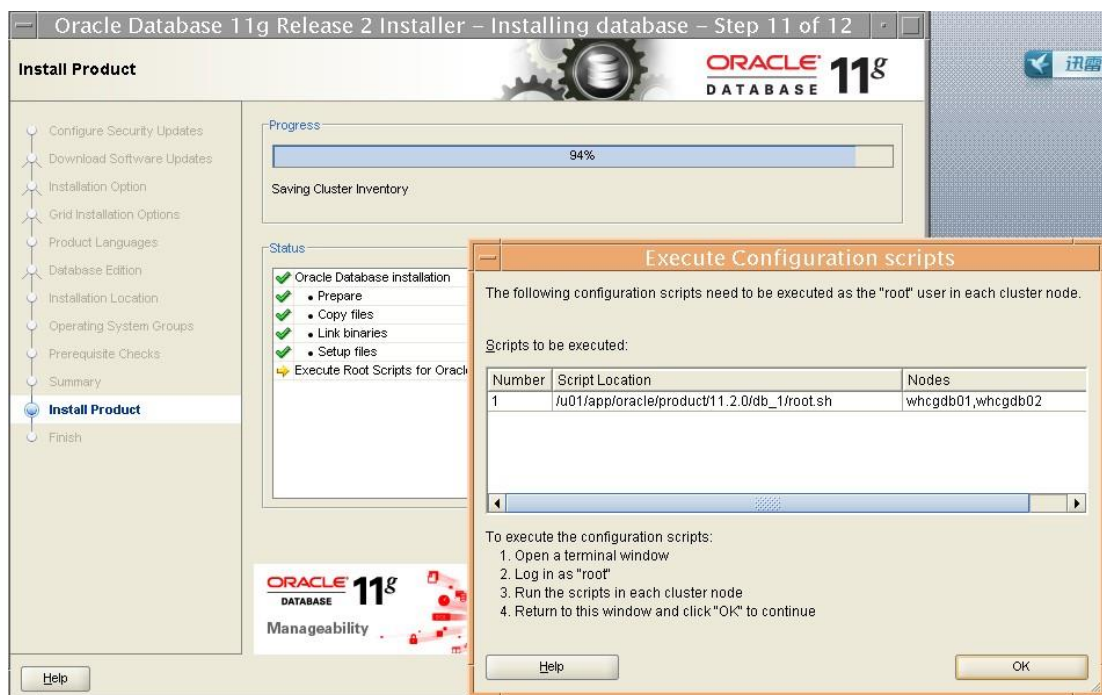 Oracle Database 11g Release 2 Installer – Installing database – Step 11 of 12
Install Product
ORACLE 11g
DATABASE
迅雷
Configure Security Updates
Download Software Updates
Installation Option
Grid Installation Options
Product Languages
Database Edition
Installation Location
Operating System Groups
Prerequisite Checks
Summary
Install Product
Finish
Progress
94%
Saving Cluster Inventory
Status
Oracle Database installation
• Prepare
• Copy files
• Link binaries
• Setup files
Execute Root Scripts for Oracl
ORACLE 11g
DATABASE
Manageability
Help
Execute Configuration scripts
The following configuration scripts need to be executed as the "root" user in each cluster node.
Scripts to be executed:
Number Script Location Nodes
1 /u01/app/oracle/product/11.2.0/db_1/root.sh whcgdb01,whcgdb02
To execute the configuration scripts:
1. Open a terminal window
2. Log in as "root"
3. Run the scripts in each cluster node
4. Return to this window and click "OK" to continue
Help
OK